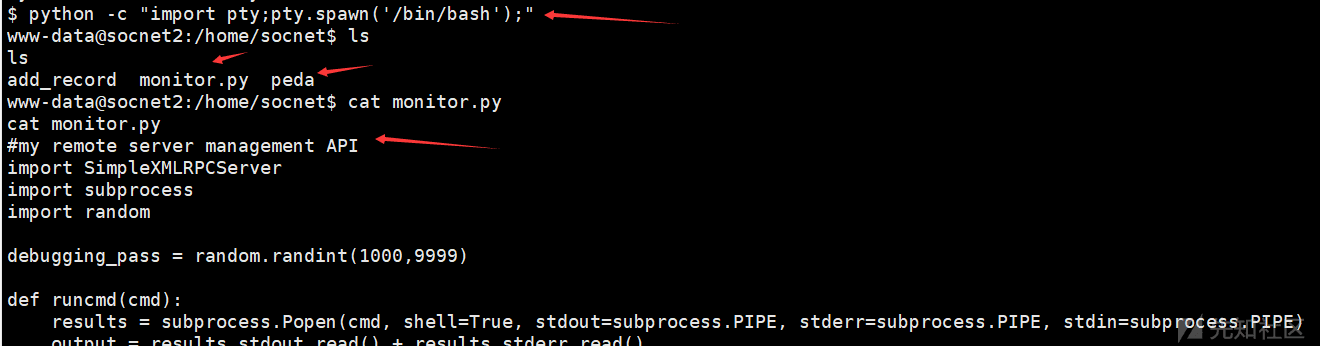 $ python -c "import pty;pty.spawn('/bin/bash');"
www-data@socnet2:/home/socnet$ ls
ls
add_record  monitor.py  peda
www-data@socnet2:/home/socnet$ cat monitor.py
cat monitor.py
#my remote server management API
import SimpleXMLRPCServer
import subprocess
import random

debugging_pass = random.randint(1000,9999)

def runcmd(cmd):
    results = subprocess.Popen(cmd, shell=True, stdout=subprocess.PIPE, stderr=subprocess.PIPE, stdin=subprocess.PIPE)
    output = results.stdout.read() + results.stderr.read()
先知社区